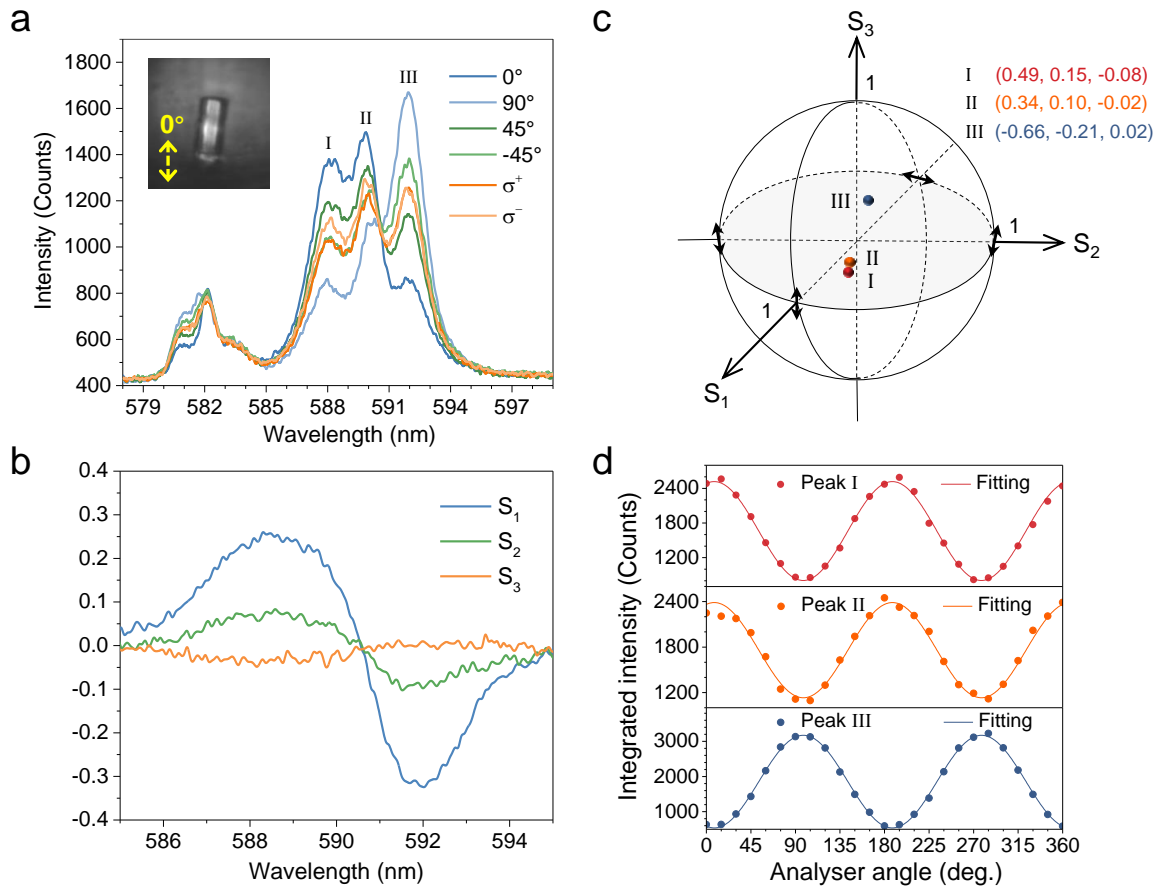 a
1800
1600
1400
1200
1000
800
600
400
Intensity (Counts)
0°
I
II
III
0°
90°
45°
-45°
σ+
σ−
579
582
585
588
591
594
597
Wavelength (nm)
b
0.4
0.3
0.2
0.1
0.0
-0.1
-0.2
-0.3
-0.4
S1
S2
S3
586
588
590
592
594
Wavelength (nm)
c
S3
1
I (0.49, 0.15, -0.08)
II (0.34, 0.10, -0.02)
III (-0.66, -0.21, 0.02)
III
1
S2
II
I
1
S1
d
Integrated intensity (Counts)
2400
1800
1200
Peak I
Fitting
2400
1800
1200
Peak II
Fitting
3000
2000
1000
Peak III
Fitting
0
45
90
135
180
225
270
315
360
Analyser angle (deg.)